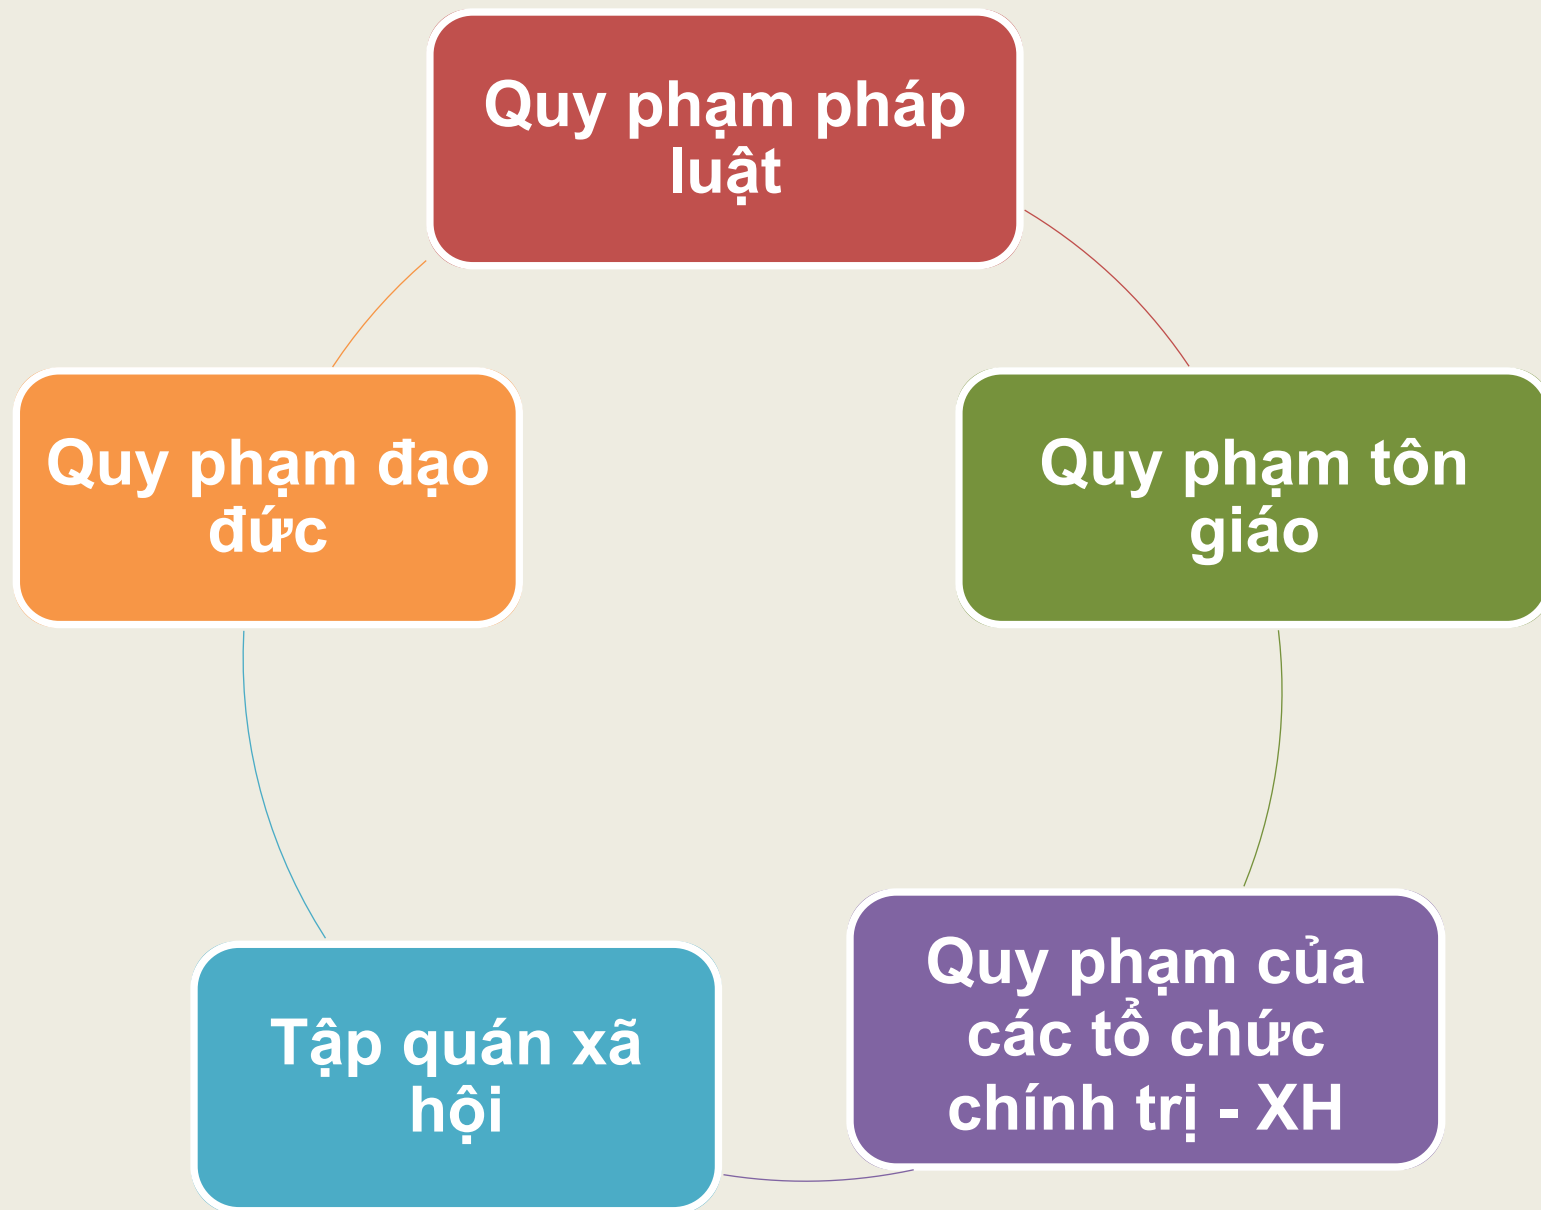 Quy phạm pháp
luật
Quy phạm đạo
đức
Quy phạm tôn
giáo
Quy phạm của
các tổ chức
chính trị - XH
Tập quán xã
hội